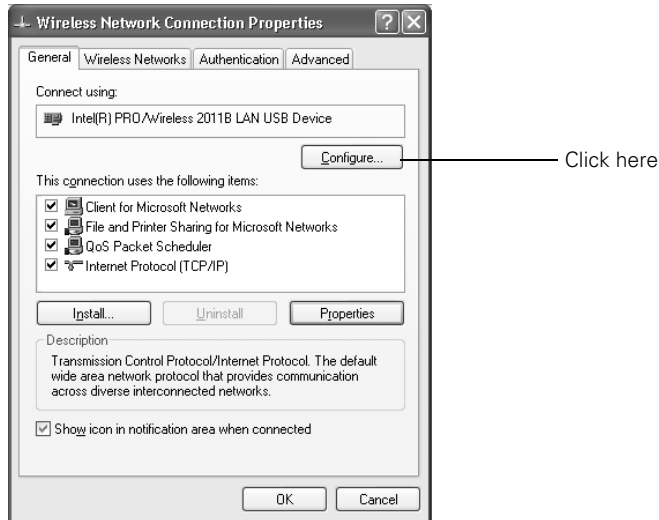 Wireless Network Connection Properties
General Wireless Networks Authentication Advanced
Connect using:
Intel(R) PRO/Wireless 2011B LAN USB Device
Configure...
Click here
This connection uses the following items:
Client for Microsoft Networks
File and Printer Sharing for Microsoft Networks
QoS Packet Scheduler
Internet Protocol (TCP/IP)
Install... Uninstall Properties
Description
Transmission Control Protocol/Internet Protocol. The default
wide area network protocol that provides communication
across diverse interconnected networks.
Show icon in notification area when connected
OK Cancel